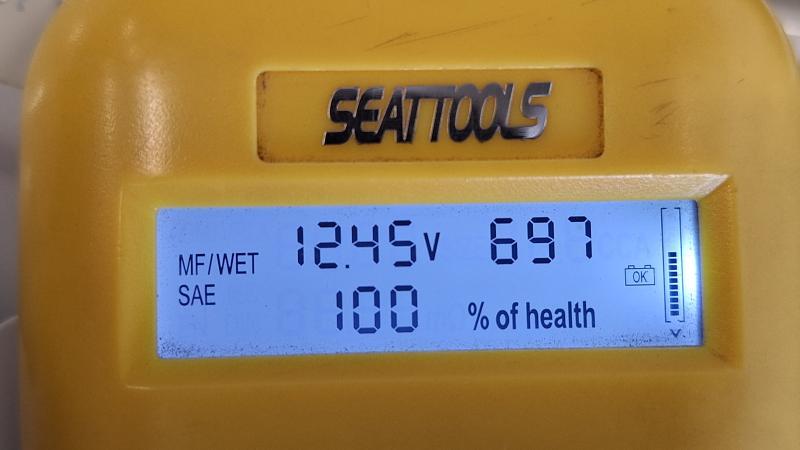 SEATTOOLS
MF/WET 12.45V 697
OK
SAE 100 % of health
V